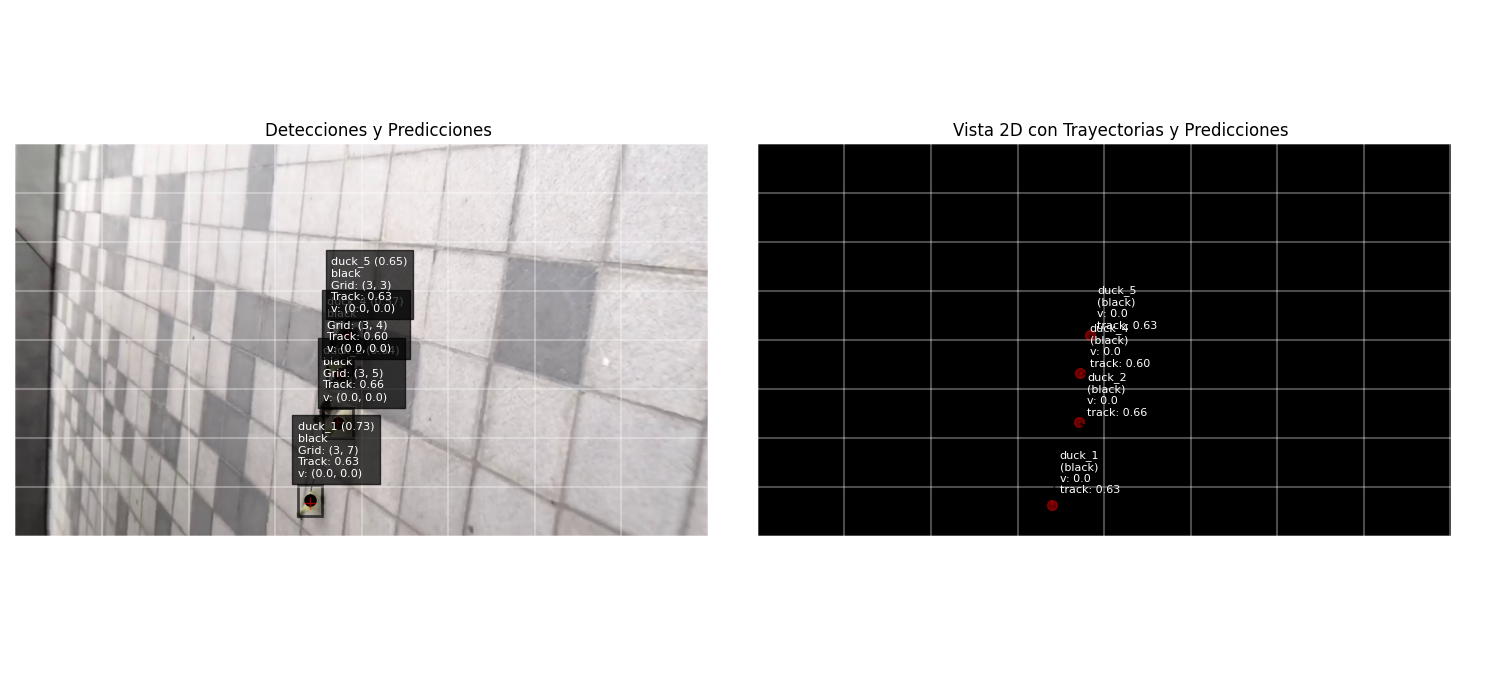 Detecciones y Predicciones
duck_5 (0.65)
black
Grid: (3, 3)
Track: 0.63
v: (0.0, 0.0)
black
Grid: (3, 4)
Track: 0.60
v: (0.0, 0.0)
black
Grid: (3, 5)
Track: 0.66
v: (0.0, 0.0)
duck_1 (0.73)
black
Grid: (3, 7)
Track: 0.63
v: (0.0, 0.0)
Vista 2D con Trayectorias y Predicciones
duck_5
(black)
v: 0.0
track: 0.63
duck_4
(black)
v: 0.0
track: 0.60
duck_2
(black)
v: 0.0
track: 0.66
duck_1
(black)
v: 0.0
track: 0.63